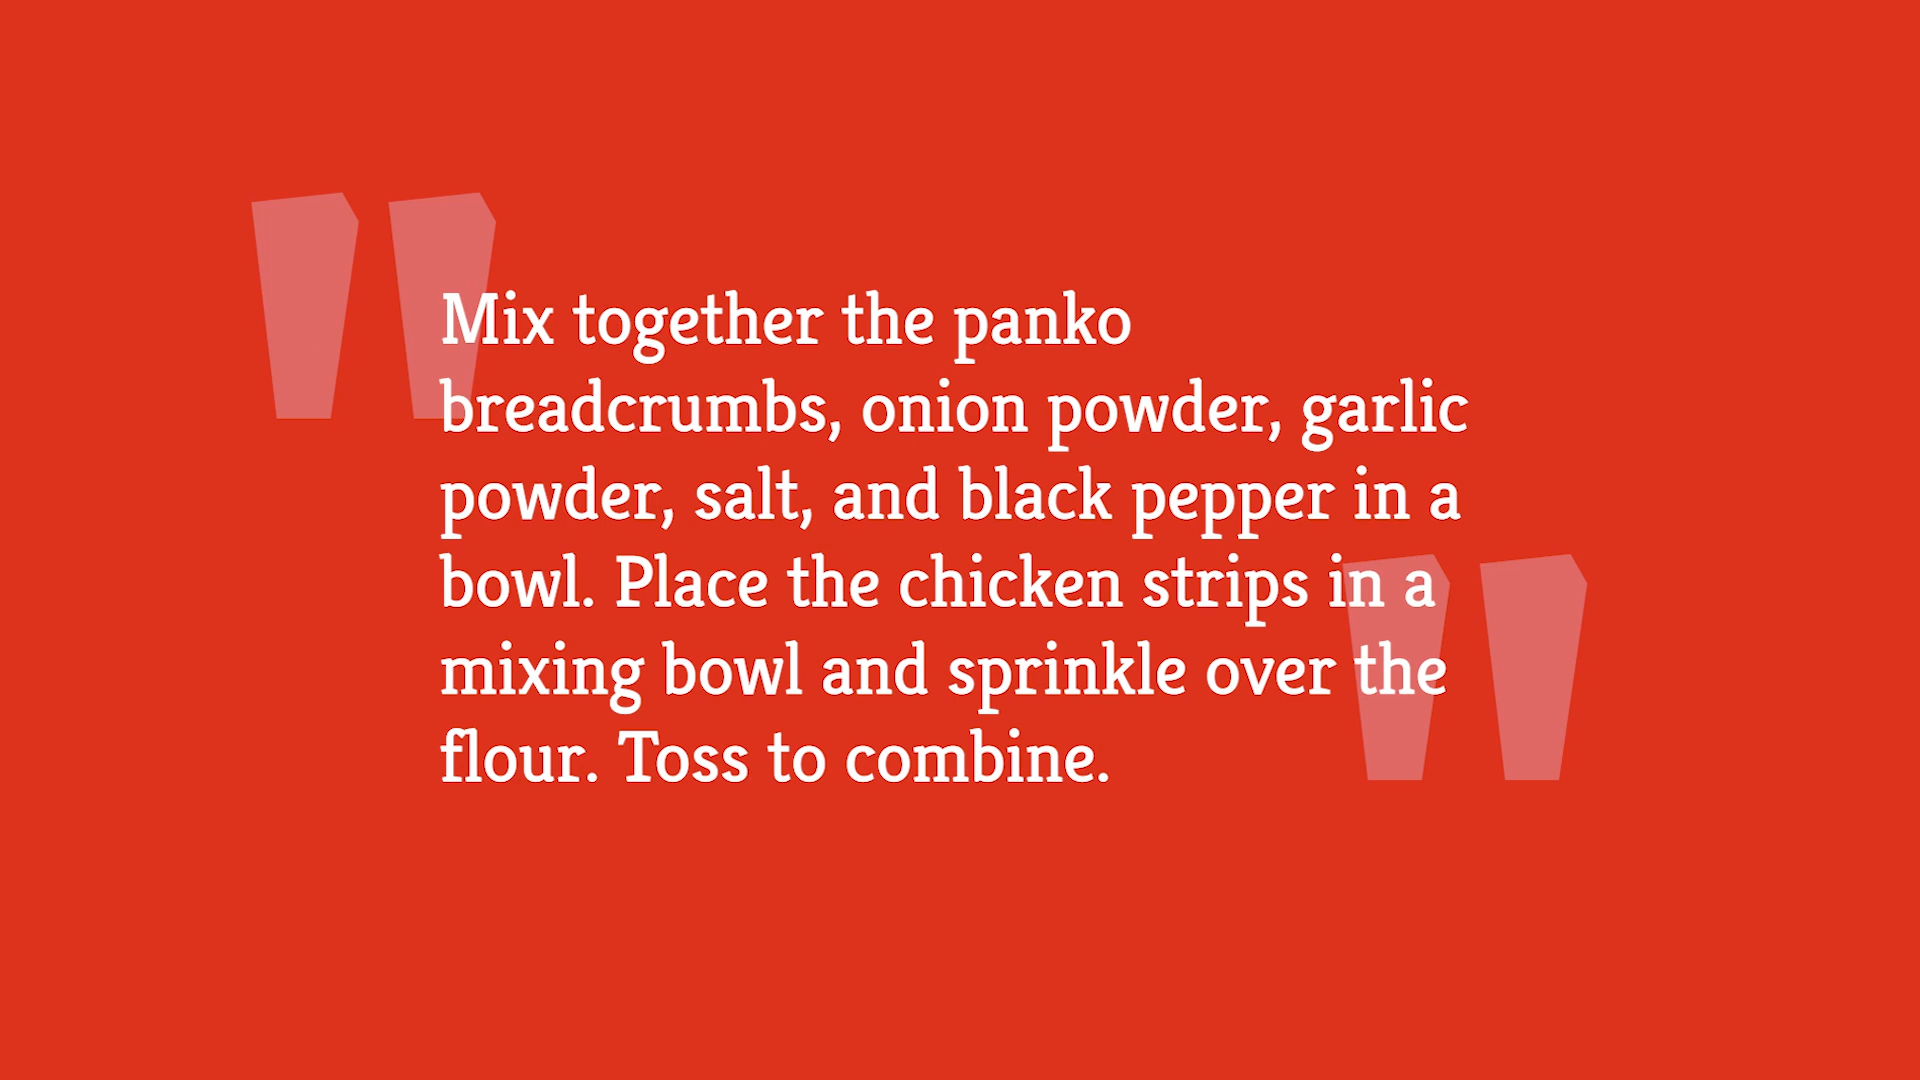 Mix together the panko
breadcrumbs, onion powder, garlic
powder, salt, and black pepper in a
bowl. Place the chicken strips in a
mixing bowl and sprinkle over the
flour. Toss to combine.